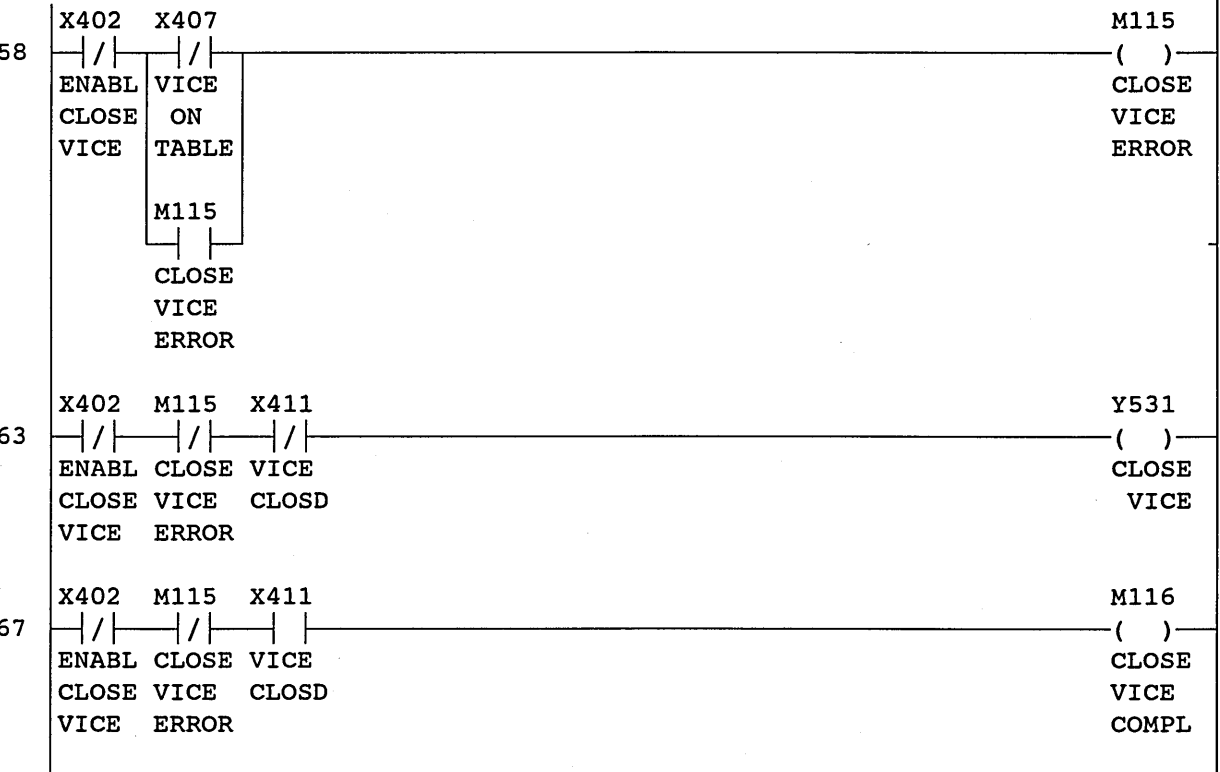 X402 X407 M115
58
ENABL VICE CLOSE
CLOSE ON VICE
VICE TABLE ERROR
M115
CLOSE
VICE
ERROR
X402 M115 X411 Y531
63
ENABL CLOSE VICE CLOSE
CLOSE VICE CLOSD VICE
VICE ERROR
X402 M115 X411 M116
67
ENABL CLOSE VICE CLOSE
CLOSE VICE CLOSD VICE
VICE ERROR COMPL